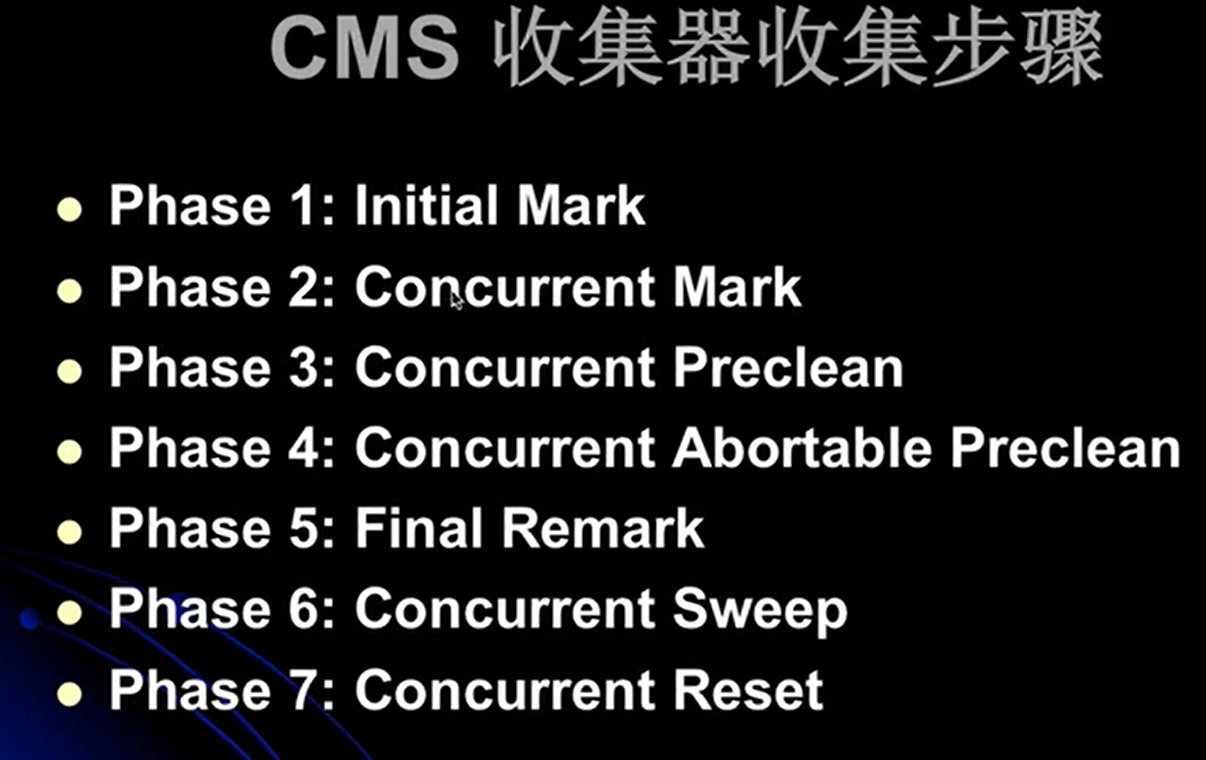 CMS 收集器收集步骤
Phase 1: Initial Mark
Phase 2: Concurrent Mark
Phase 3: Concurrent Preclean
Phase 4: Concurrent Abortable Preclean
Phase 5: Final Remark
Phase 6: Concurrent Sweep
Phase 7: Concurrent Reset